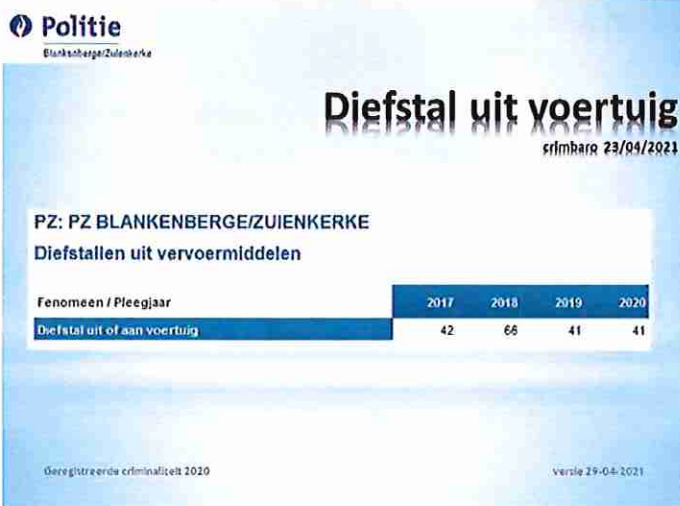 Politie
Blankenberge/Zuienkerke
Diefstal uit voertuig
crimbaro 23/04/2021
PZ: PZ BLANKENBERGE/ZUIENKERKE
Diefstallen uit vervoermiddelen
Fenomeen / Pleegjaar 2017 2018 2019 2020
Diefstal uit of aan voertuig 42 66 41 41
Geregistreerde criminaliteit 2020 versie 29-04-2021